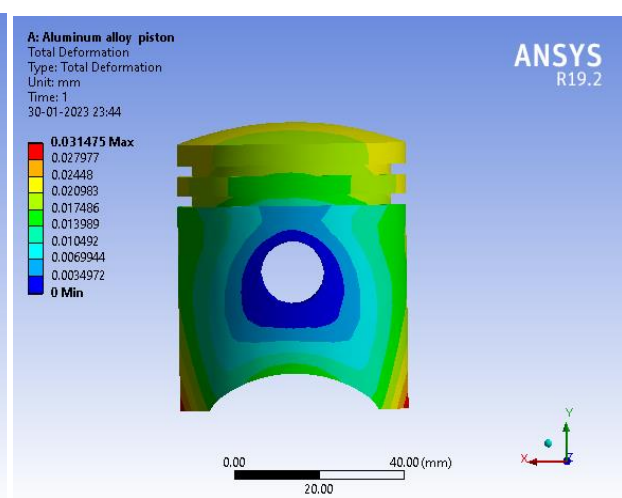 A: Aluminum alloy piston
Total Deformation
Type: Total Deformation
Unit: mm
Time: 1
30-01-2023 23:44
ANSYS
R19.2
0.031475 Max
0.027977
0.02448
0.020983
0.017486
0.013989
0.010492
0.0069944
0.0034972
0 Min
0.00
40.00 (mm)
20.00
Y
X
Z